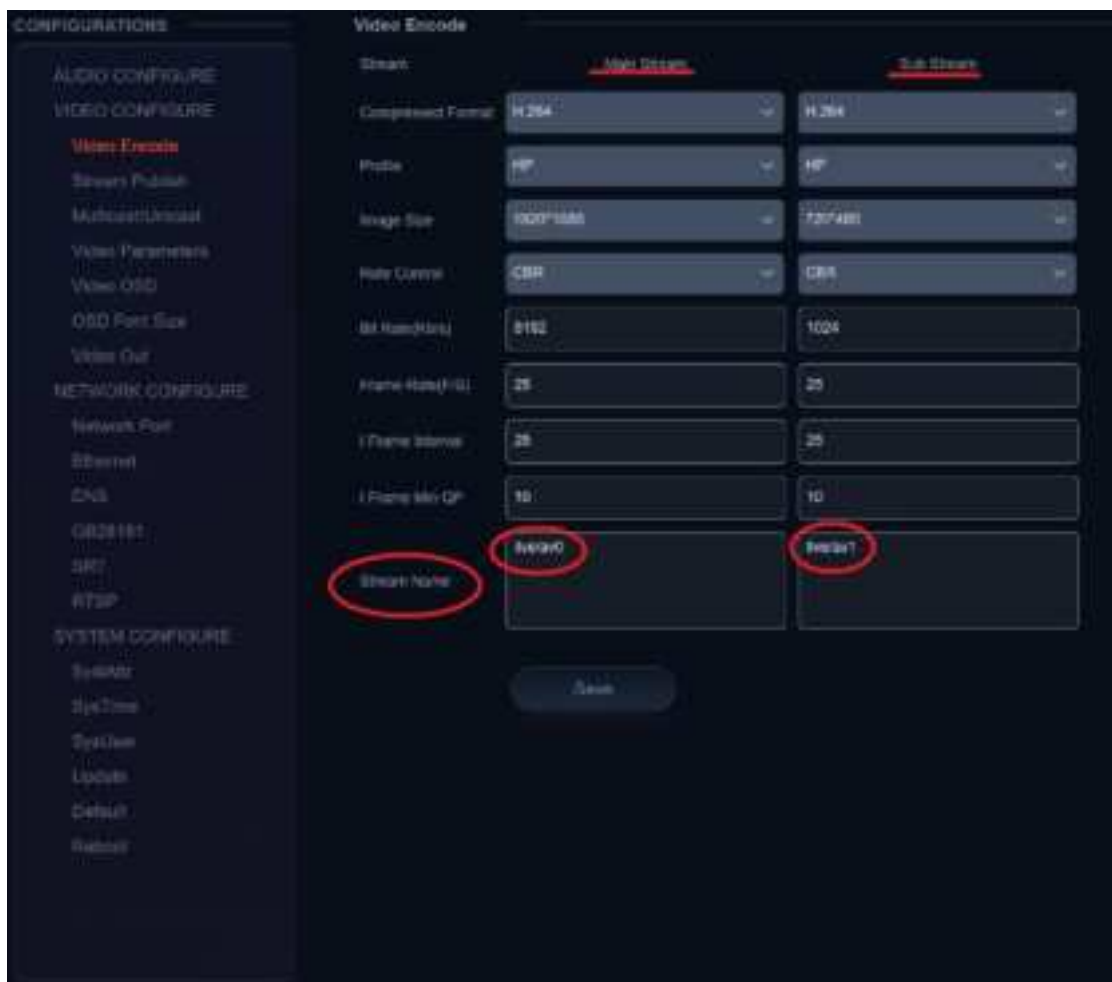 CONFIGURATIONS
AUDIO CONFIGURE
VIDEO CONFIGURE
Video Encode
Stream Publish
Multicast/Unicast
Video Parameters
Video OSD
OSD Font Size
Video Out
NETWORK CONFIGURE
Network Port
Ethernet
DNS
GB28181
SRT
RTSP
SYSTEM CONFIGURE
SysAttr
SysTime
SysUser
Update
Default
Reboot
Video Encode
Stream Main Stream Sub Stream
Compressed Format H.264 H.264
Profile HP HP
Image Size 1920*1080 720*480
Rate Control CBR CBR
Bit Rate(Kb/s) 8192 1024
Frame Rate(F/S) 25 25
I Frame Interval 25 25
I Frame Min QP 10 10
Stream Name live/av0 live/av1
Save